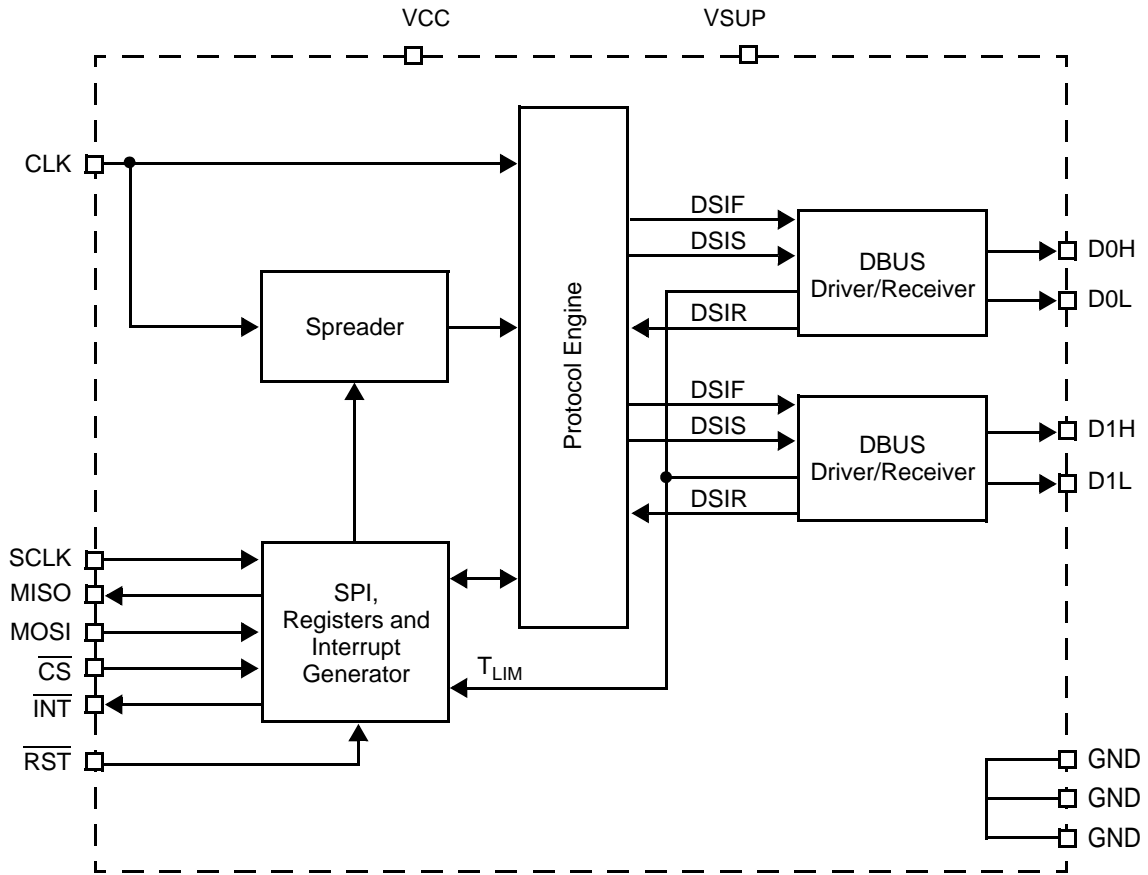 VCC
VSUP
CLK
DSIF
DSIS
DSIR
DBUS
Driver/Receiver
D0H
D0L
Spreader
Protocol Engine
DSIF
DSIS
DSIR
DBUS
Driver/Receiver
D1H
D1L
SCLK
MISO
MOSI
CS
INT
RST
SPI,
Registers and
Interrupt
Generator
TLIM
GND
GND
GND